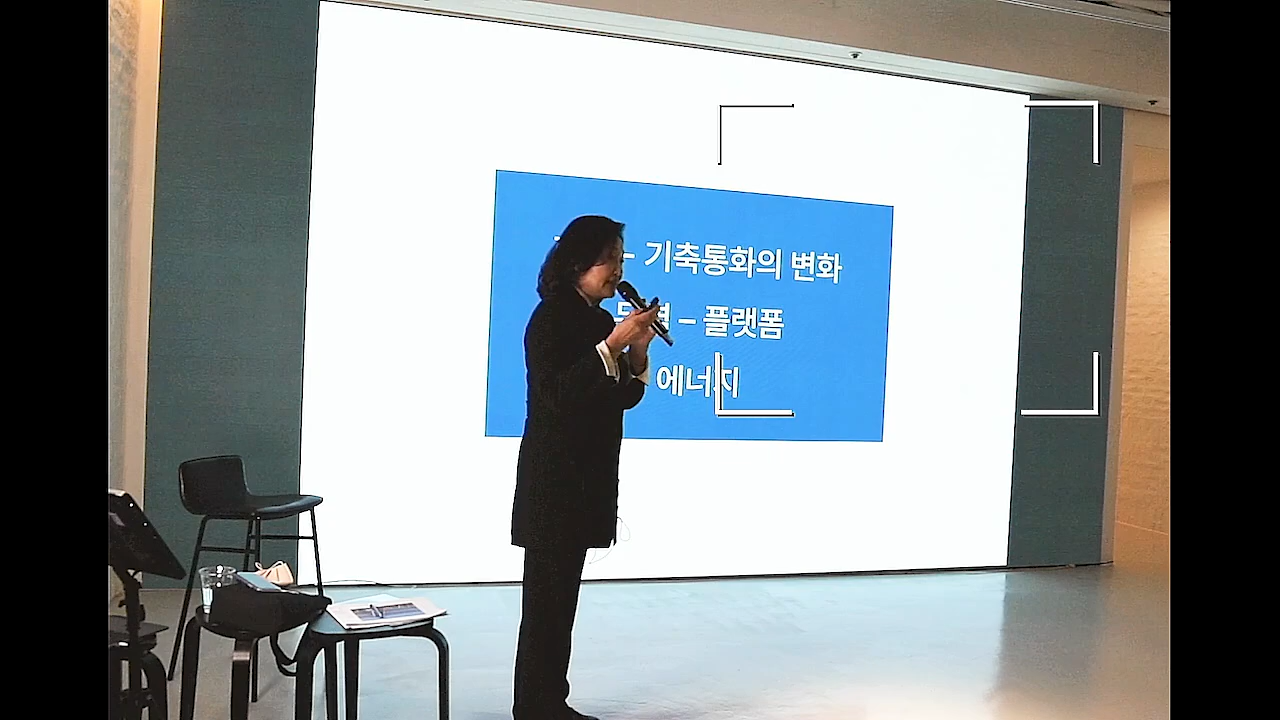 – 기축통화의 변화
– 플랫폼
에너지